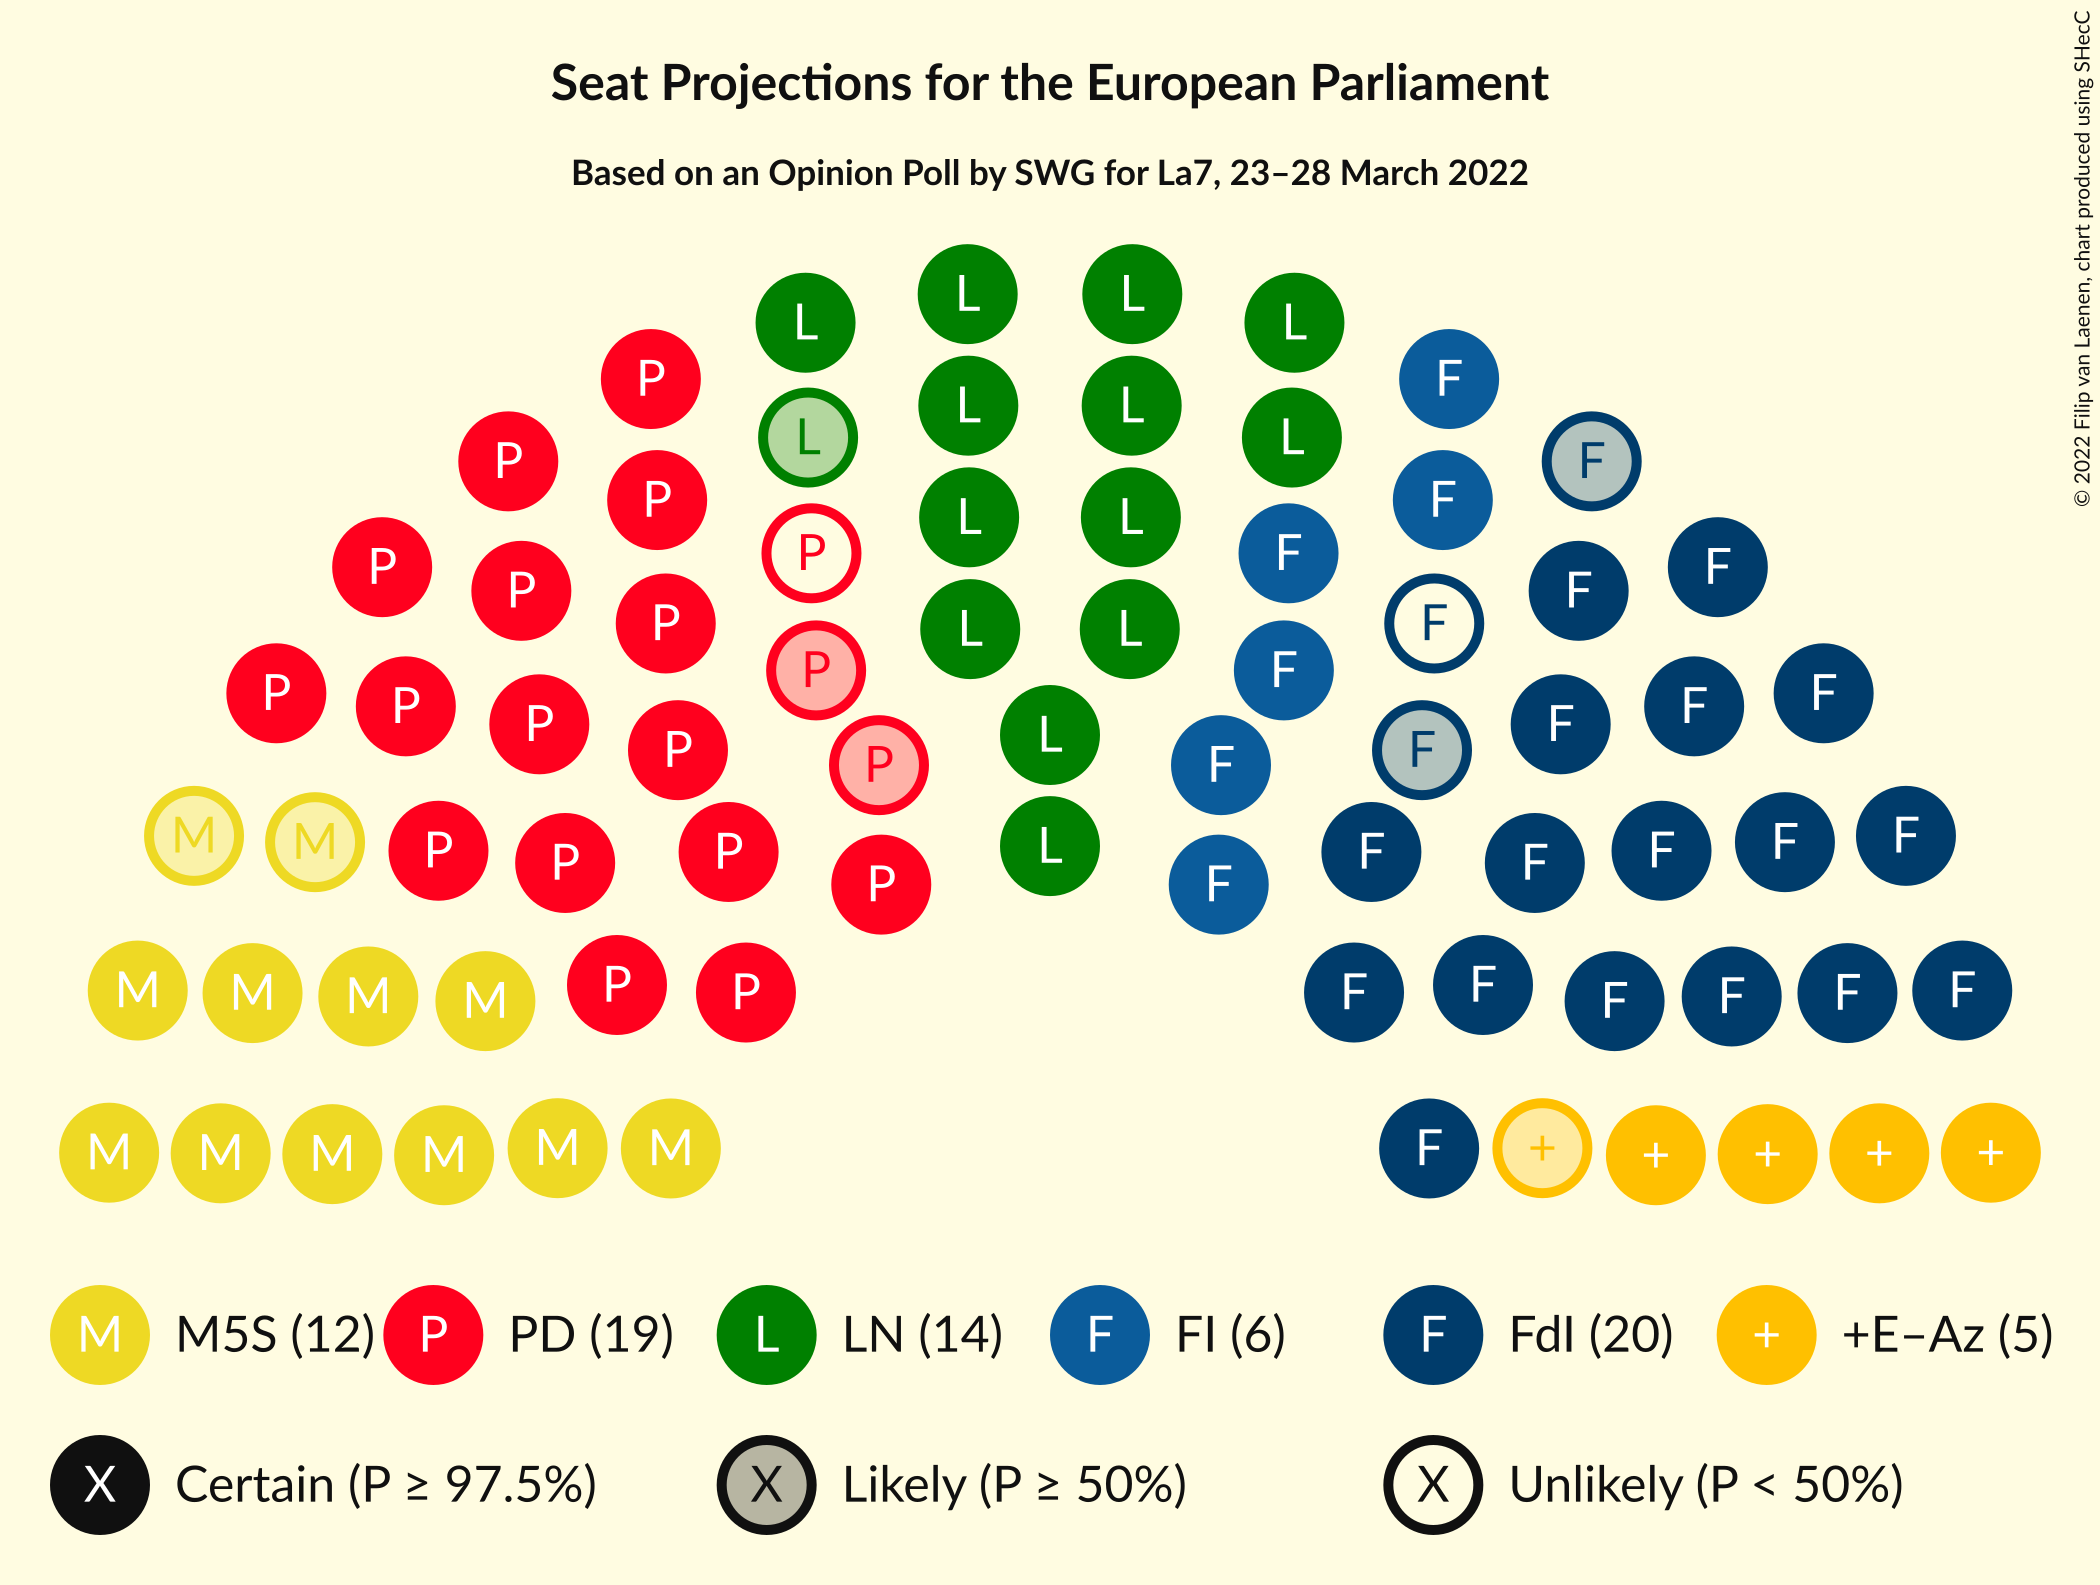 Seat Projections for the European Parliament
Based on an Opinion Poll by SWG for La7, 23–28 March 2022
© 2022 Filip van Laenen, chart produced using SHecC
L L
L L
P L L F
L L
P L L F
P P L L F
P P F F
P P L L F F
P P F F
P P F F
P P P P F F F F
L
P F
M M P P P P L F F F F F F
P F
M M M M P P F F F F F F
M M M M M M F + + + + +
M M5S (12) P PD (19) L LN (14) F FI (6) F FdI (20) + +E–Az (5)
X Certain (P ≥ 97.5%) X Likely (P ≥ 50%) X Unlikely (P < 50%)